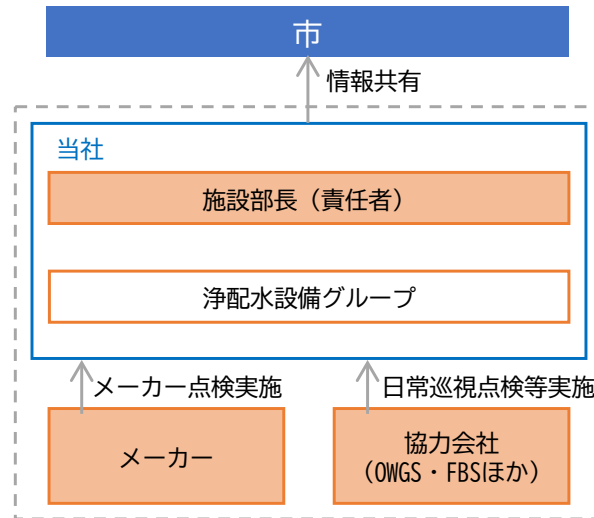 市
情報共有
当社
施設部長（責任者）
浄配水設備グループ
メーカー点検実施
日常巡視点検等実施
メーカー
協力会社
（OWGS・FBSほか）